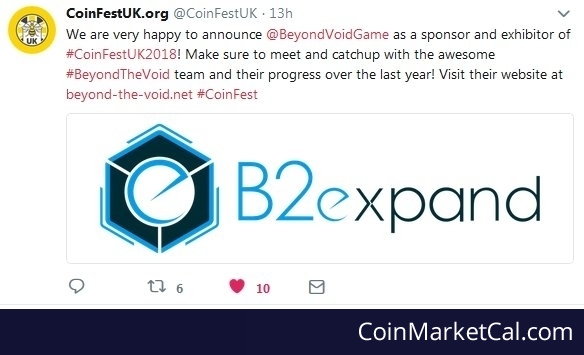 CoinFestUK.org @CoinFestUK · 13h
We are very happy to announce @BeyondVoidGame as a sponsor and exhibitor of
#CoinFestUK2018! Make sure to meet and catchup with the awesome
#BeyondTheVoid team and their progress over the last year! Visit their website at
beyond-the-void.net #CoinFest
UK
B2expand
6
10
CoinMarketCal.com